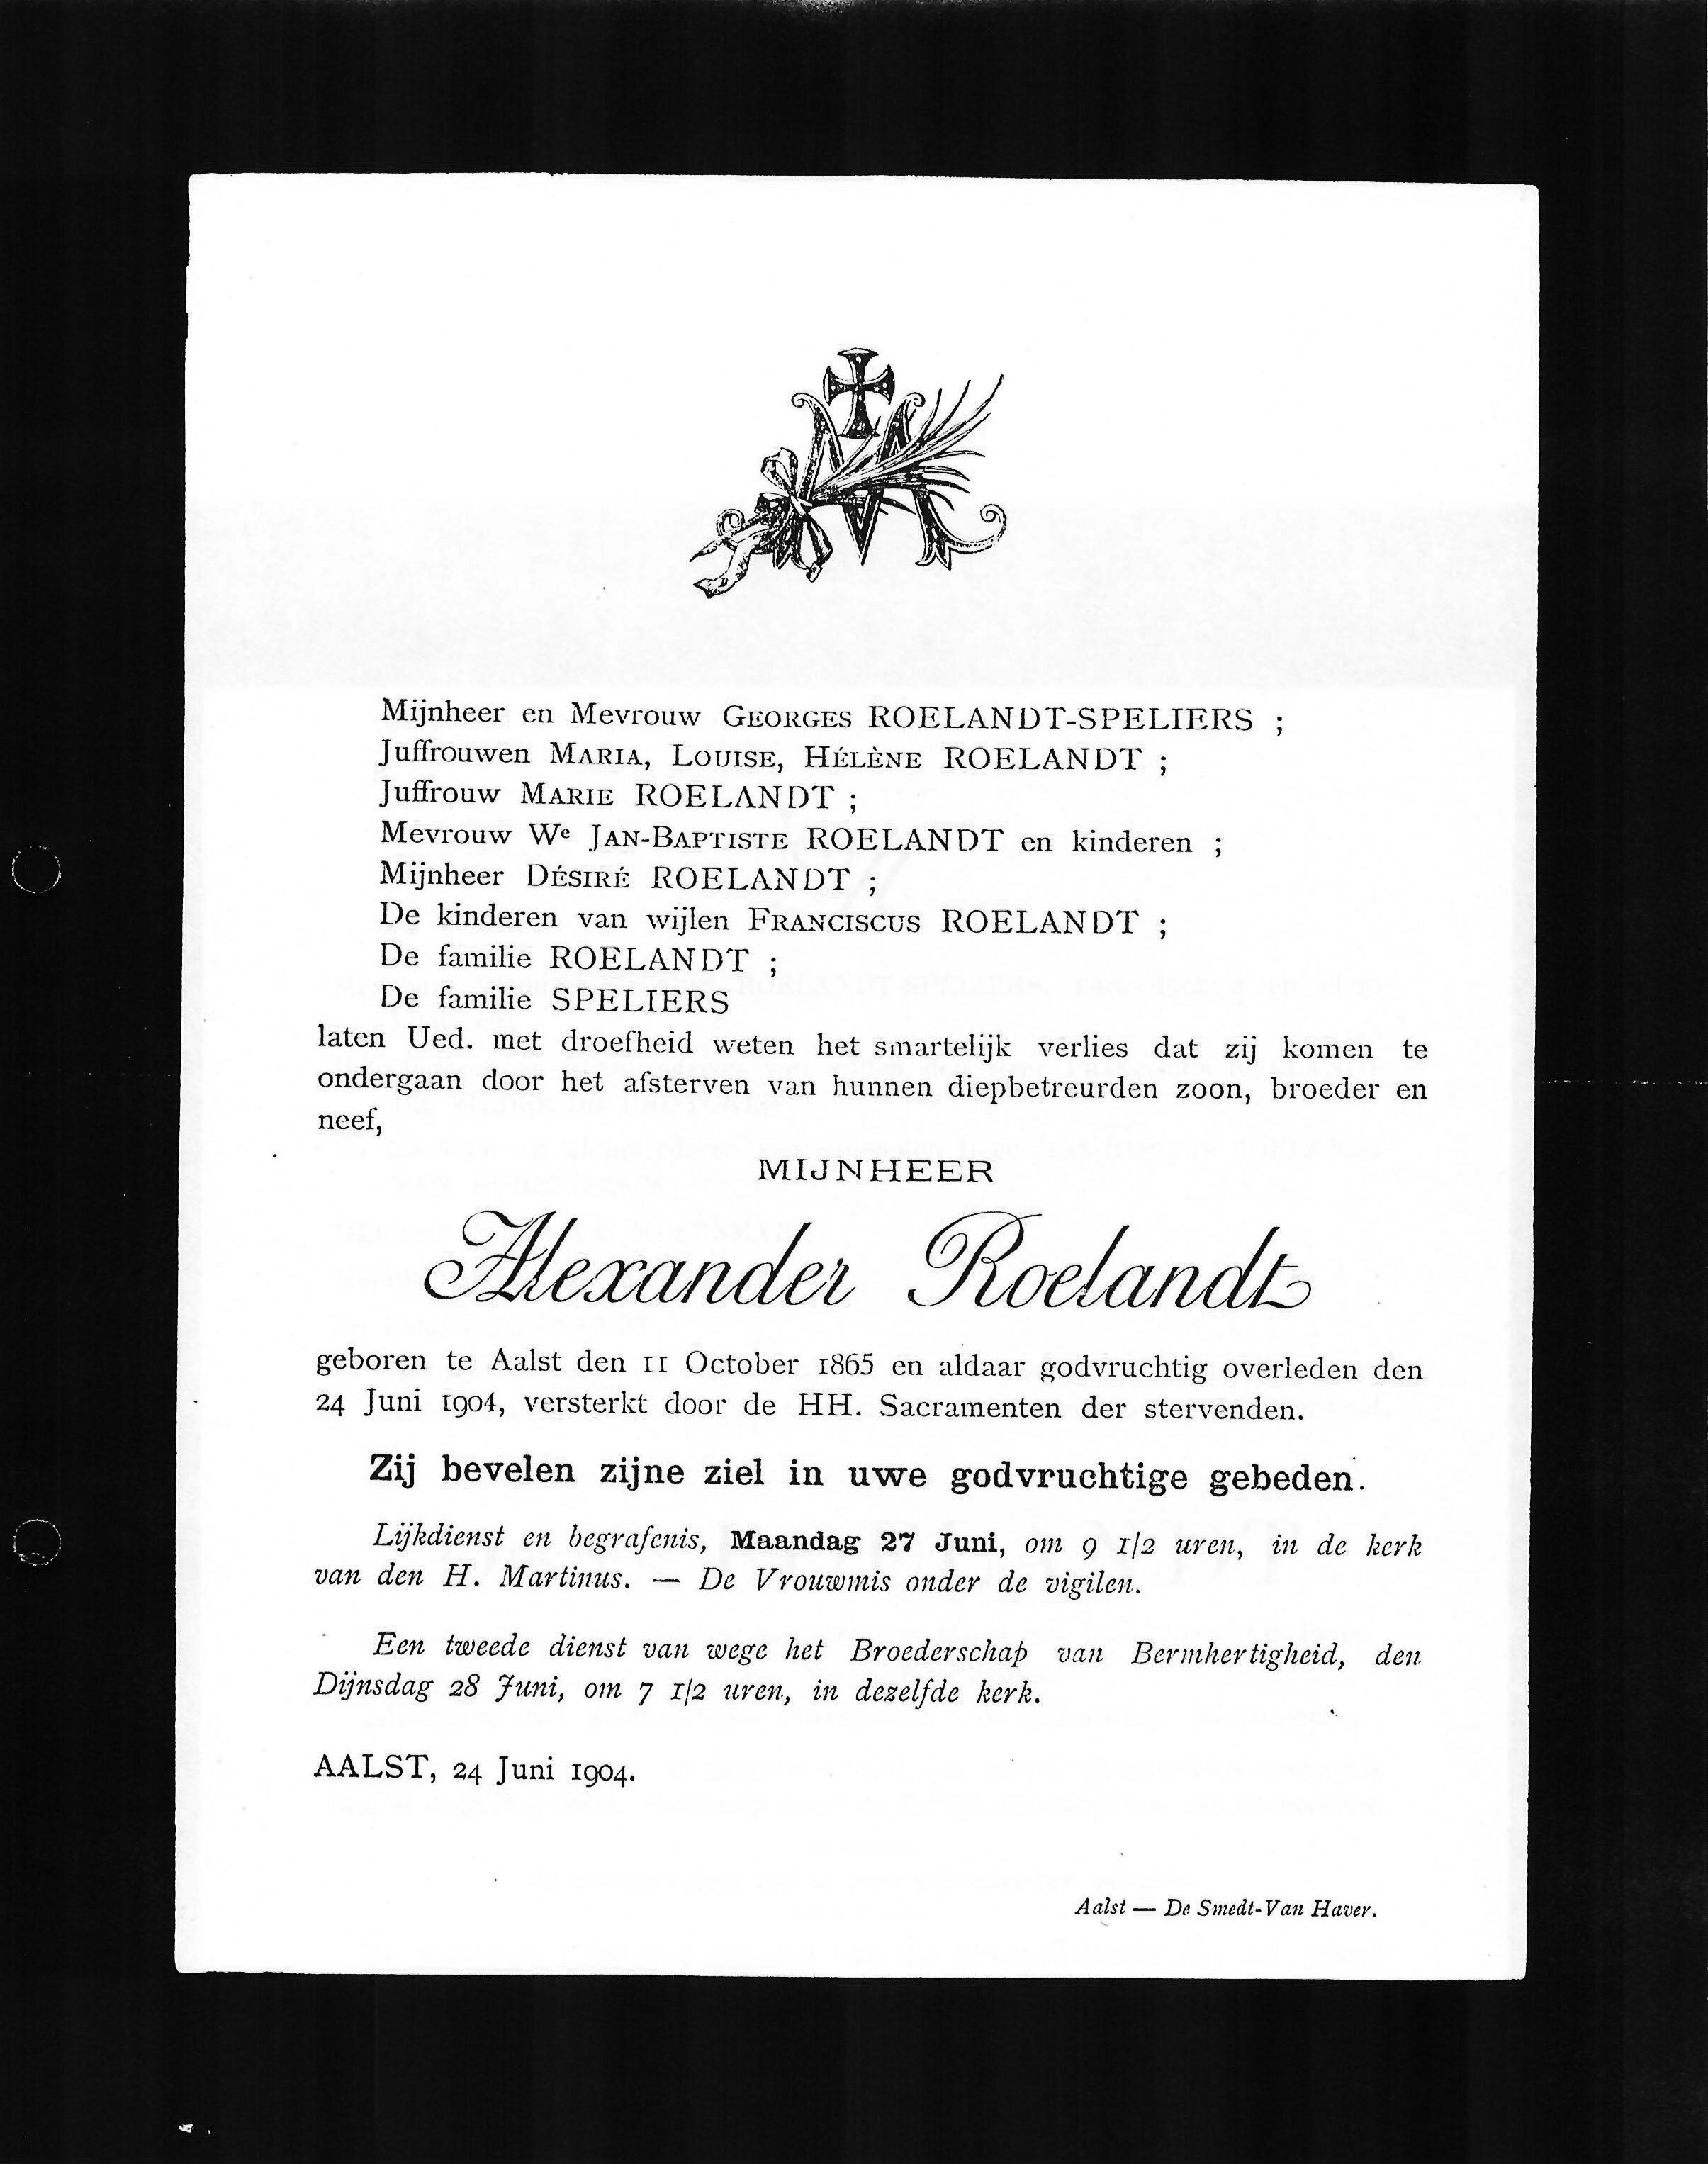 Mijnheer en Mevrouw GEORGES ROELANDT-SPELIERS ;
Juffrouwen MARIA, LOUISE, HÉLÈNE ROELANDT ;
Juffrouw MARIE ROELANDT ;
Mevrouw We JAN-BAPTISTE ROELANDT en kinderen ;
Mijnheer DÉSIRÉ ROELANDT ;
De kinderen van wijlen FRANCISCUS ROELANDT ;
De familie ROELANDT ;
De familie SPELIERS
laten Ued. met droefheid weten het smartelijk verlies dat zij komen te
ondergaan door het afsterven van hunnen diepbetreurden zoon, broeder en
neef,
MIJNHEER
Alexander Roelandt
geboren te Aalst den 11 October 1865 en aldaar godvruchtig overleden den
24 Juni 1904, versterkt door de HH. Sacramenten der stervenden.
Zij bevelen zijne ziel in uwe godvruchtige gebeden.
Lijkdienst en begrafenis, Maandag 27 Juni, om 9 1/2 uren, in de kerk
van den H. Martinus. — De Vrouwmis onder de vigilen.
Een tweede dienst van wege het Broederschap van Bermhertigheid, den
Dijnsdag 28 Juni, om 7 1/2 uren, in dezelfde kerk.
AALST, 24 Juni 1904.
Aalst — De Smedt-Van Haver.